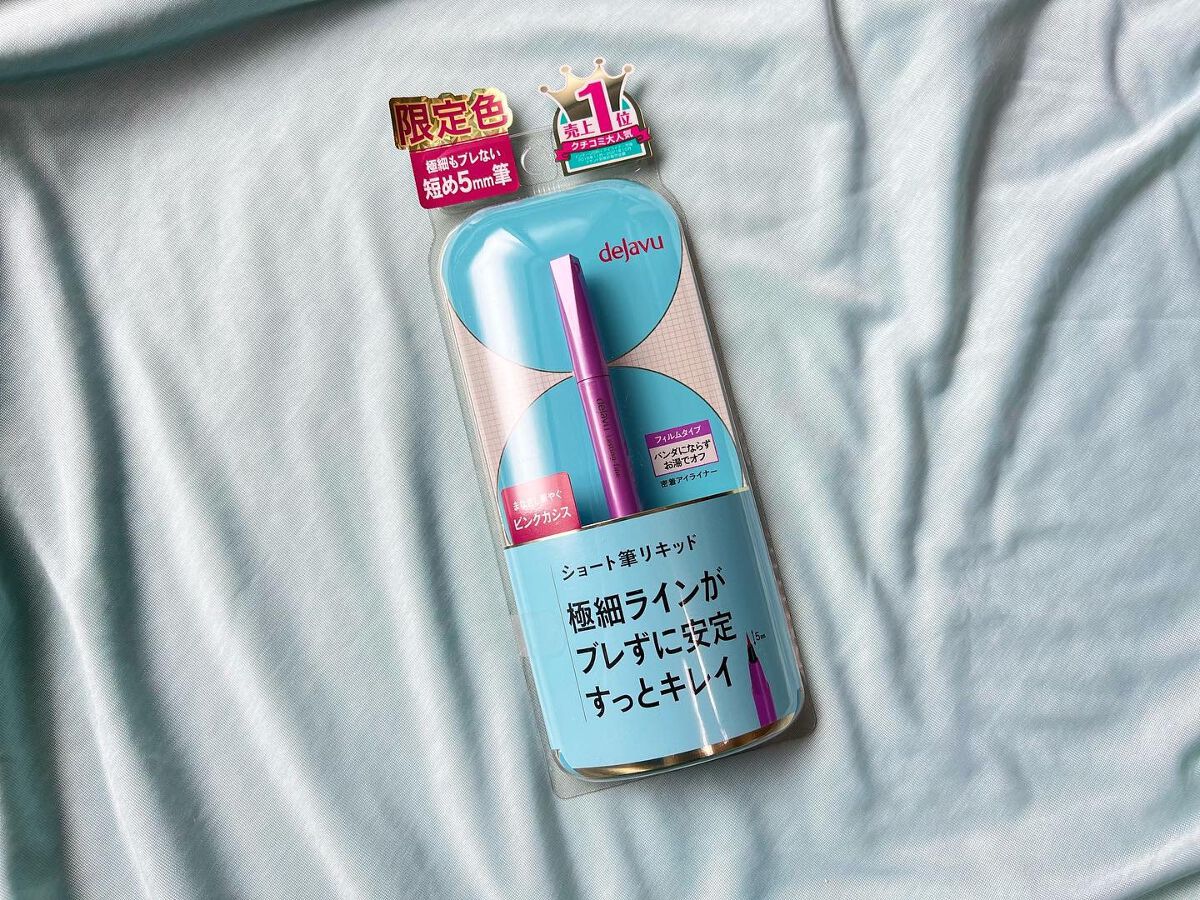 限定色
極細もブレない
短め5mm筆
売上1位
クチコミ大人気
dejavu
dejavu
フィルムタイプ
パンダにならず
お湯でオフ
密着アイライナー
ピンクカシス
ショート筆リキッド
極細ラインが
ブレずに安定
すっとキレイ
5㎜